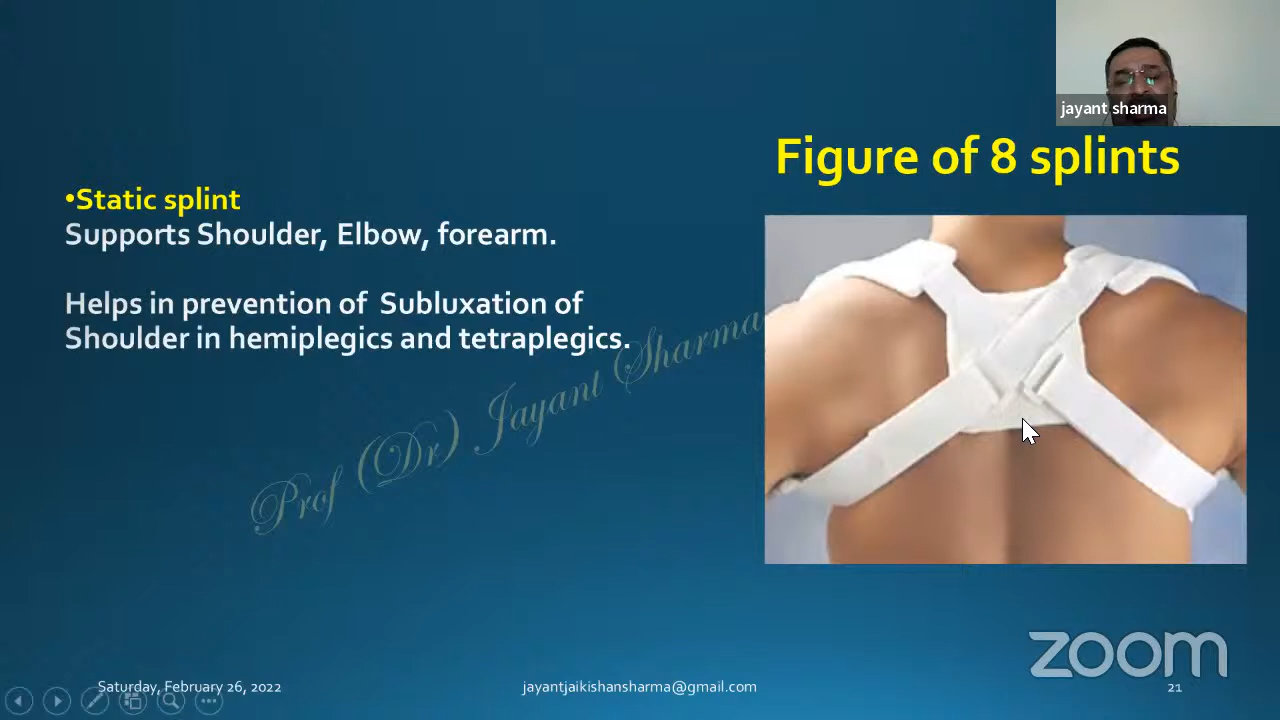 jayant sharma
Figure of 8 splints
•Static splint
Supports Shoulder, Elbow, forearm.
Helps in prevention of  Subluxation of
Shoulder in hemiplegics and tetraplegics.
Prof (Dr) Jayant Sharma
zoom
Saturday, February 26, 2022
jayantjaikishansharma@gmail.com
21